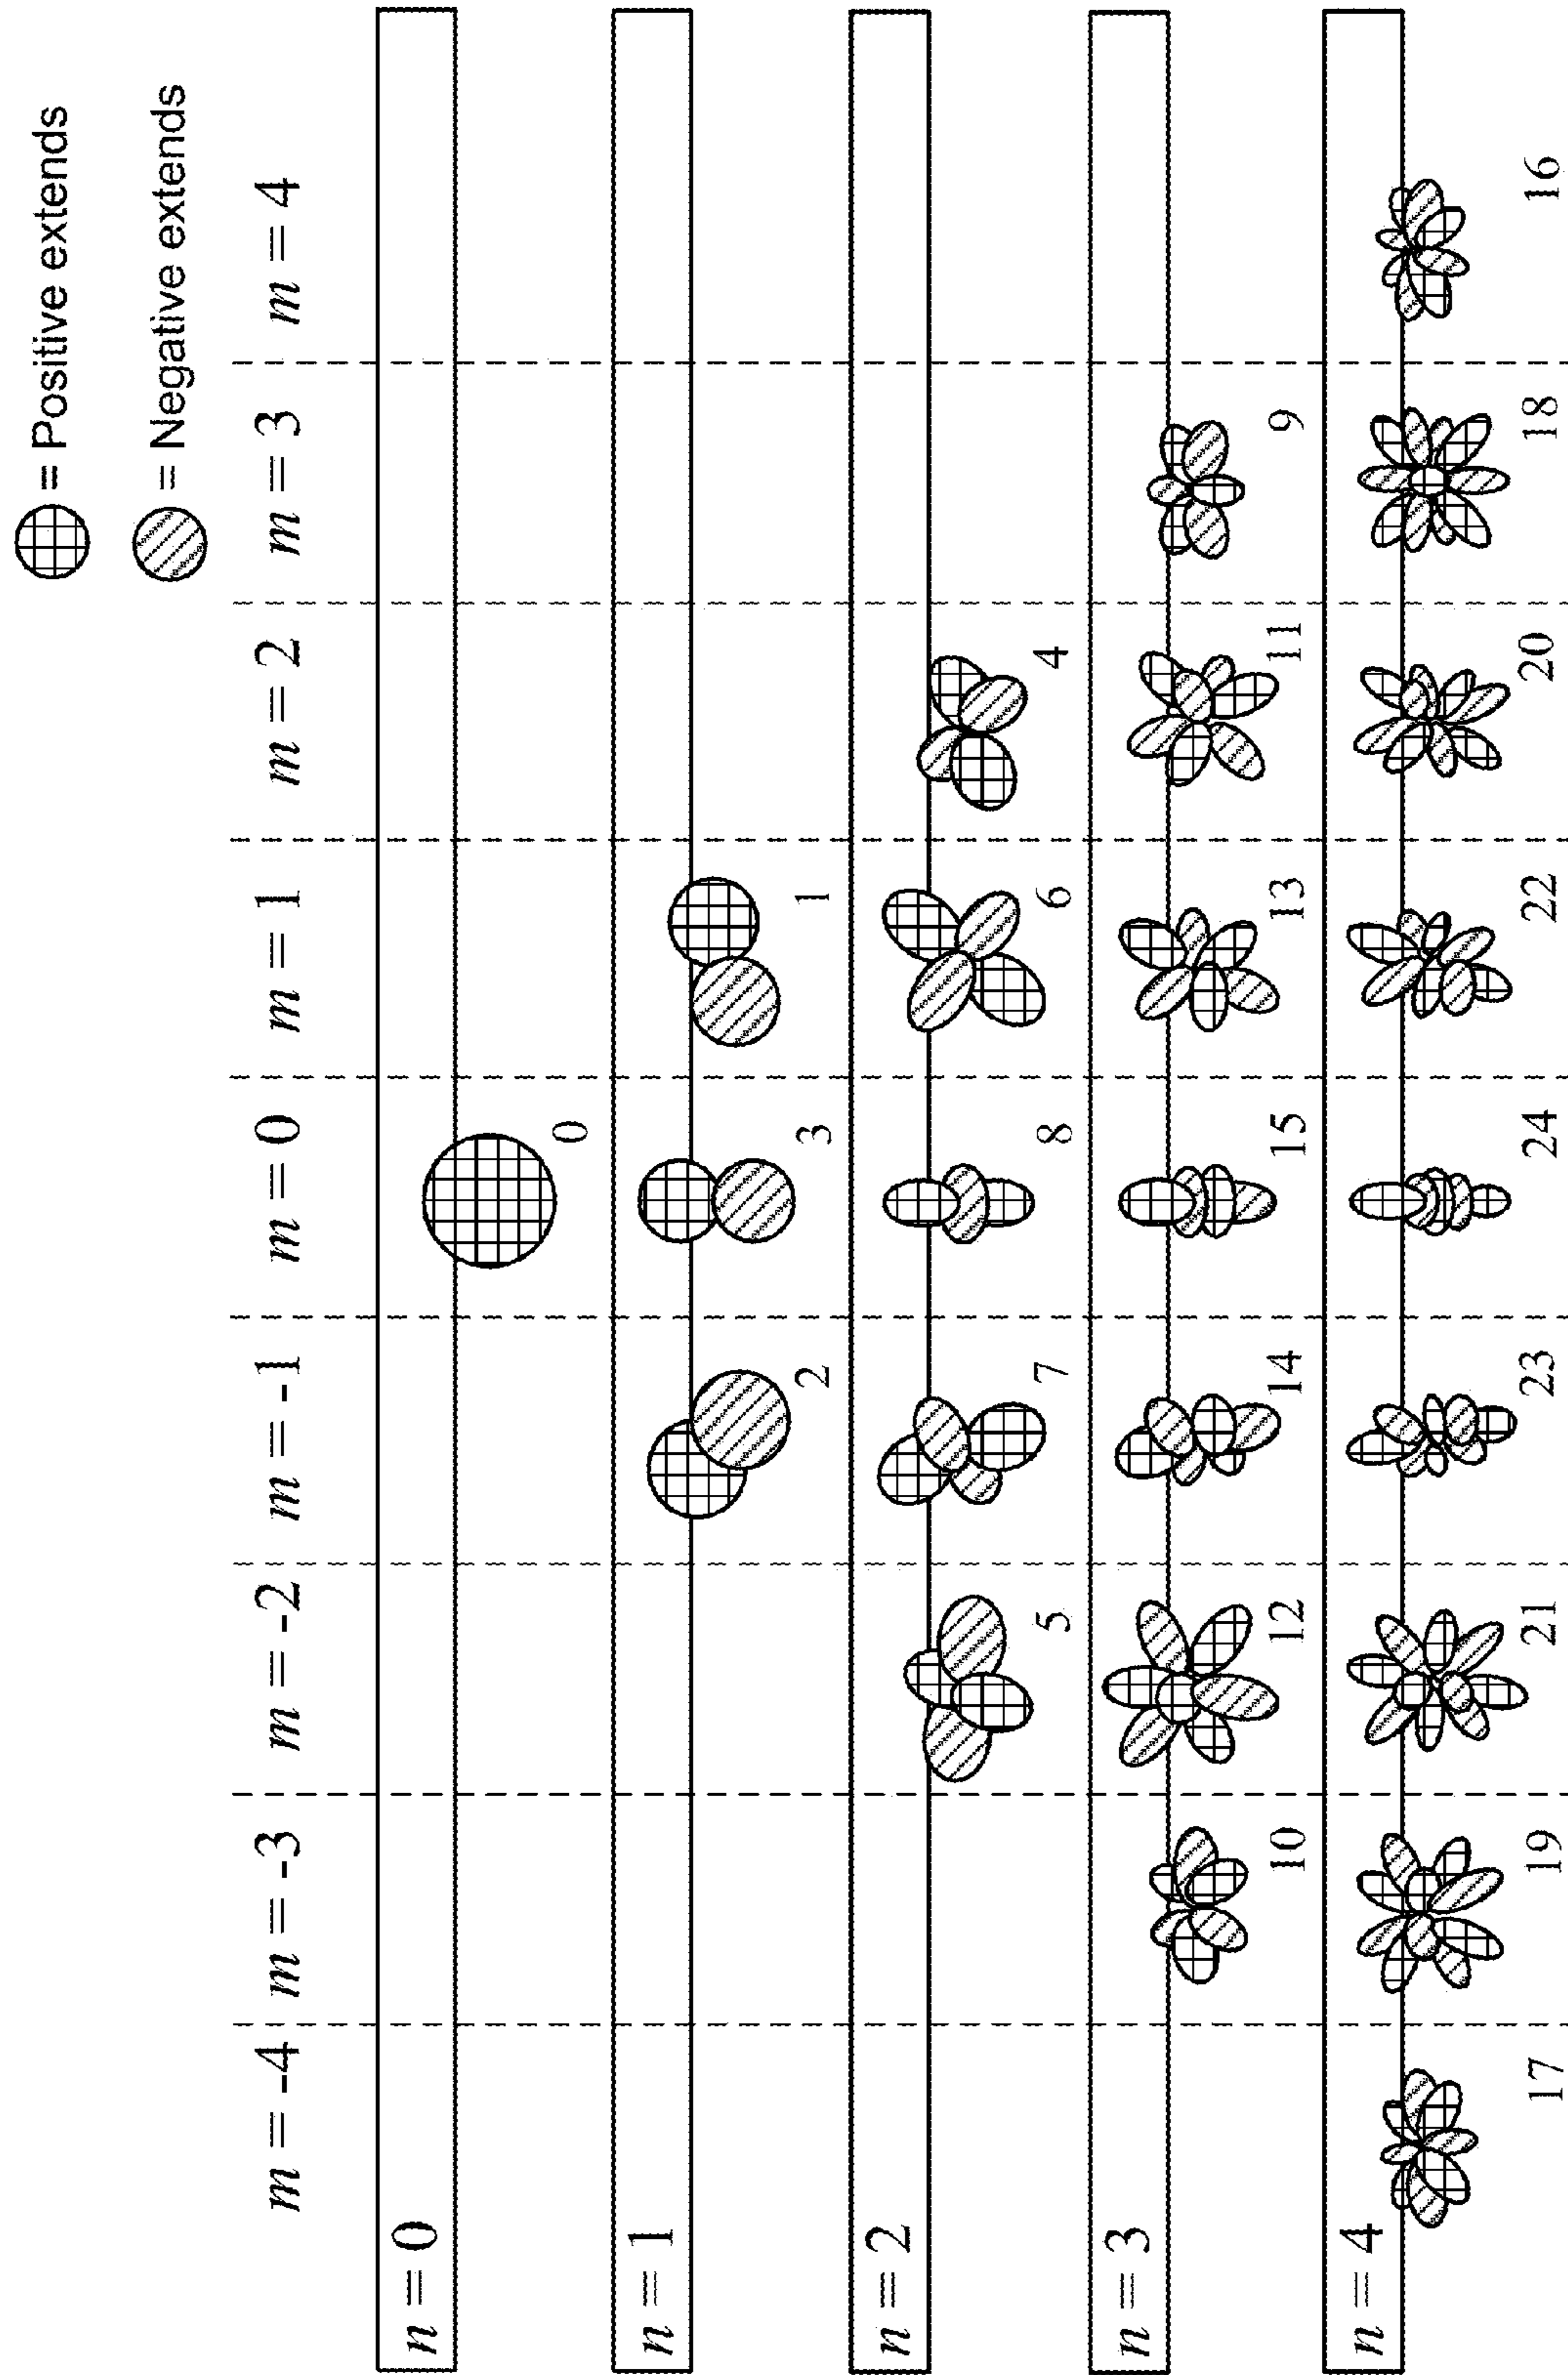 = Positive extends
= Negative extends
m = -4 m = -3 m = -2 m = -1 m = 0 m = 1 m = 2 m = 3 m = 4
n = 0
0
n = 1
2 3 1
n = 2
5 7 8 6 4
n = 3
10 12 14 15 13 11 9
n = 4
17 19 21 23 24 22 20 18 16